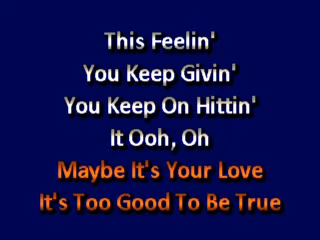 This Feelin'
You Keep Givin'
You Keep On Hittin'
It Ooh, Oh
Maybe It's Your Love
It's Too Good To Be True